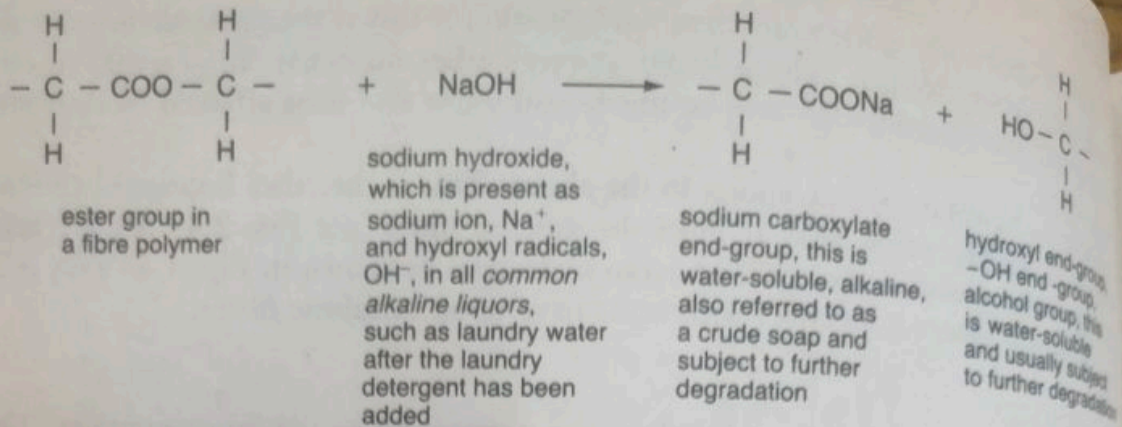 H H H
| | |
– C – COO – C – + NaOH ⟶ – C – COONa + HO – C –
| | |
H H H
H
|
|
H
ester group in
a fibre polymer
sodium hydroxide,
which is present as
sodium ion, Na⁺,
and hydroxyl radicals,
OH⁻, in all common
alkaline liquors,
such as laundry water
after the laundry
detergent has been
added
sodium carboxylate
end-group, this is
water-soluble, alkaline,
also referred to as
a crude soap and
subject to further
degradation
hydroxyl end-group,
–OH end -group,
alcohol group, this
is water-soluble
and usually subject
to further degradation